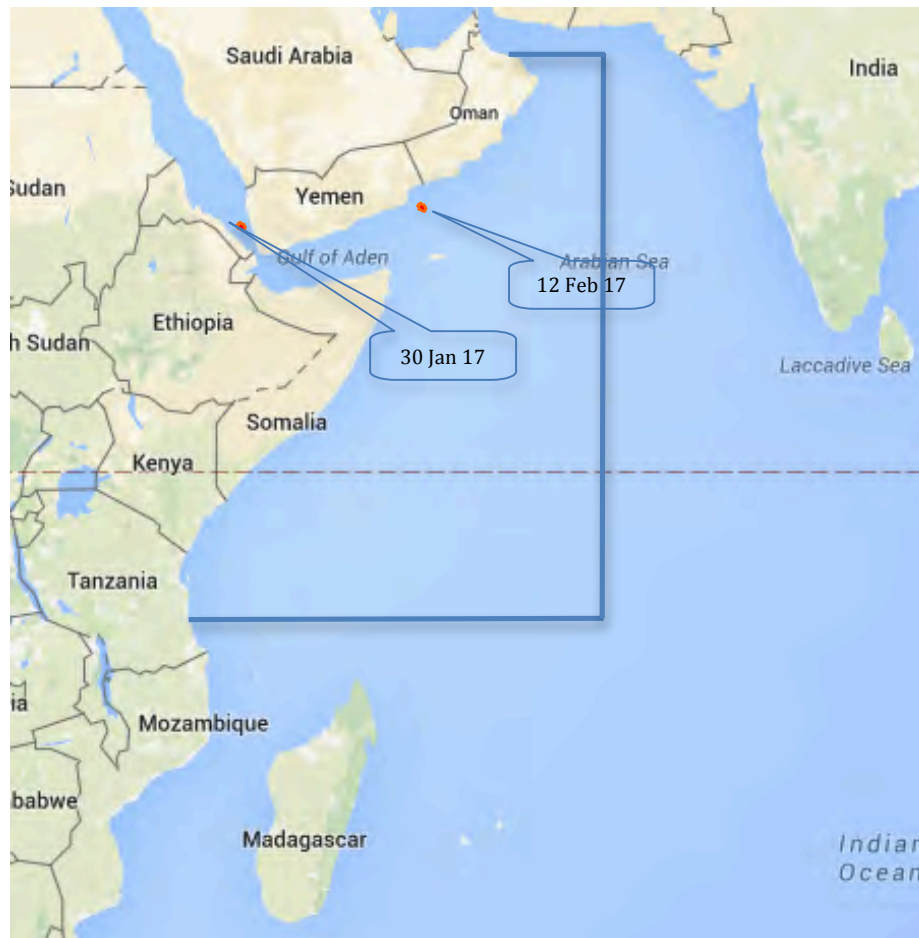 Saudi Arabia
India
Oman
Sudan
Yemen
Gulf of Aden
Arabian Sea
12 Feb 17
Ethiopia
h Sudan
30 Jan 17
Laccadive Sea
Somalia
Kenya
Tanzania
ia
Mozambique
babwe
Madagascar
Indian
Ocean